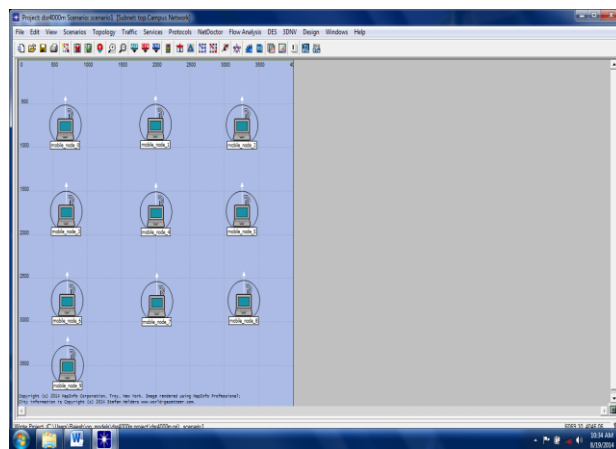 Project: dsr4000m Scenario: scenario1 [Subnet: top.Campus Network]
File Edit View Scenarios Topology Traffic Services Protocols NetDoctor Flow Analysis DES 3DNV Design Windows Help
0 500 1000 1500 2000 2500 3000 3500
500
mobile_node_0 mobile_node_1 mobile_node_2
1000
1500
mobile_node_3 mobile_node_4 mobile_node_5
2000
2500
mobile_node_6 mobile_node_7 mobile_node_8
3000
3500
mobile_node_9
Copyright (c) 2014 MapInfo Corporation, Troy, New York. Image rendered using MapInfo Professional;
City information is Copyright (c) 2014 Stefan Helders www.world-gazetteer.com.
10:34 AM
8/19/2014